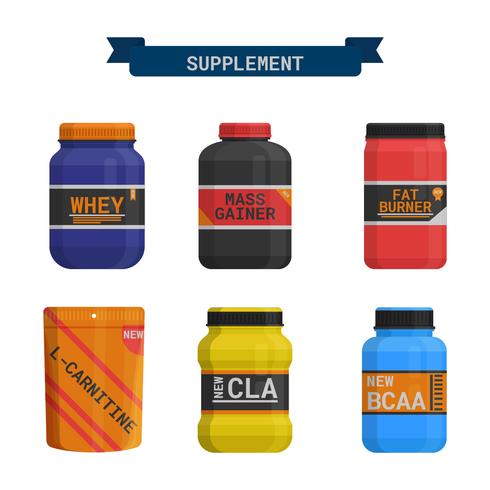 SUPPLEMENT
WHEY
MASS
GAINER
FAT
BURNER
L-CARNITINE
NEW
NEW
CLA
NEW
BCAA